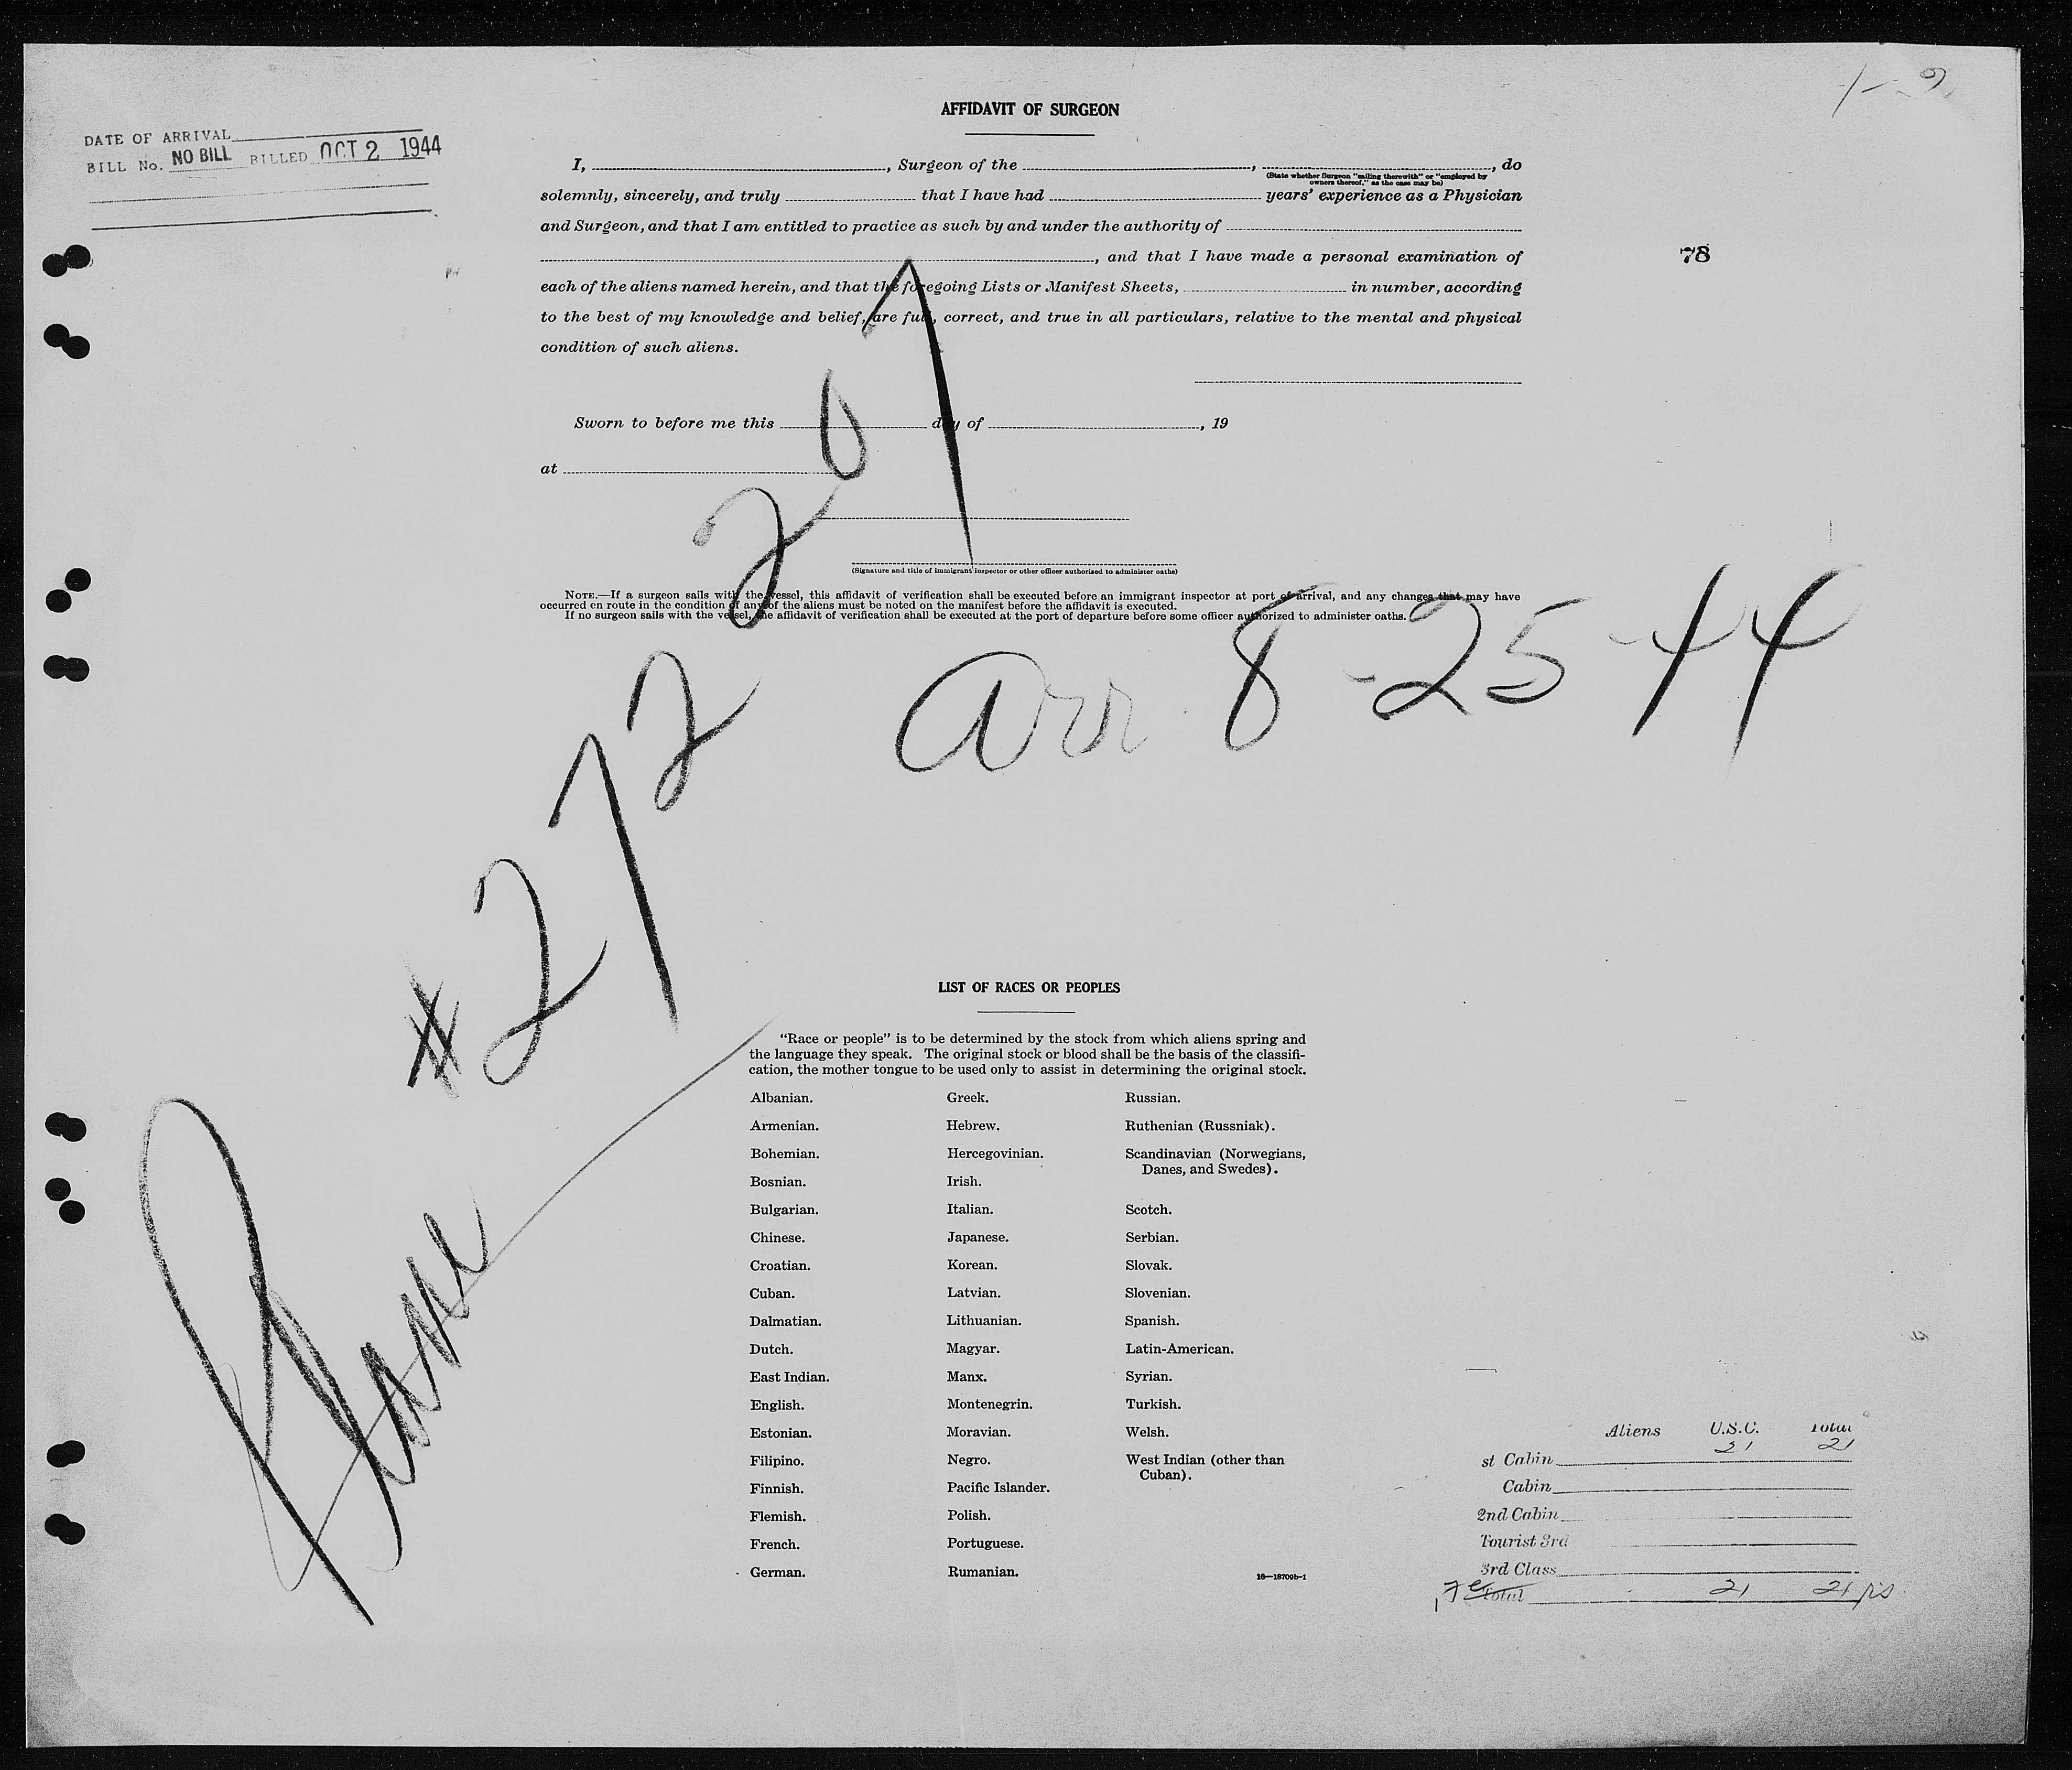 AFFIDAVIT OF SURGEON
DATE OF ARRIVAL
BILL No. NO BILL BILLED OCT 2 1944
I, , Surgeon of the , , do
(State whether Surgeon "sailing therewith" or "employed by
owners thereof," as the case may be)
solemnly, sincerely, and truly that I have had years' experience as a Physician
and Surgeon, and that I am entitled to practice as such by and under the authority of
, and that I have made a personal examination of
78
each of the aliens named herein, and that the foregoing Lists or Manifest Sheets, in number, according
to the best of my knowledge and belief, are full, correct, and true in all particulars, relative to the mental and physical
condition of such aliens.
Sworn to before me this day of , 19
at
(Signature and title of immigrant inspector or other officer authorized to administer oaths)
NOTE.—If a surgeon sails with the vessel, this affidavit of verification shall be executed before an immigrant inspector at port of arrival, and any changes that may have
occurred en route in the condition of any of the aliens must be noted on the manifest before the affidavit is executed.
If no surgeon sails with the vessel, the affidavit of verification shall be executed at the port of departure before some officer authorized to administer oaths.
Arr 8-25-44
Plane #272207
LIST OF RACES OR PEOPLES
"Race or people" is to be determined by the stock from which aliens spring and
the language they speak. The original stock or blood shall be the basis of the classifi-
cation, the mother tongue to be used only to assist in determining the original stock.
Albanian. Greek. Russian.
Armenian. Hebrew. Ruthenian (Russniak).
Bohemian. Hercegovinian. Scandinavian (Norwegians,
Danes, and Swedes).
Bosnian. Irish.
Bulgarian. Italian. Scotch.
Chinese. Japanese. Serbian.
Croatian. Korean. Slovak.
Cuban. Latvian. Slovenian.
Dalmatian. Lithuanian. Spanish.
Dutch. Magyar. Latin-American.
East Indian. Manx. Syrian.
English. Montenegrin. Turkish.
Estonian. Moravian. Welsh.
Filipino. Negro. West Indian (other than
Cuban).
Finnish. Pacific Islander.
Flemish. Polish.
French. Portuguese.
German. Rumanian.
16—18709b-1
Aliens U.S.C. Total
st Cabin 21 21
Cabin
2nd Cabin
Tourist 3rd
3rd Class
Total 21 21